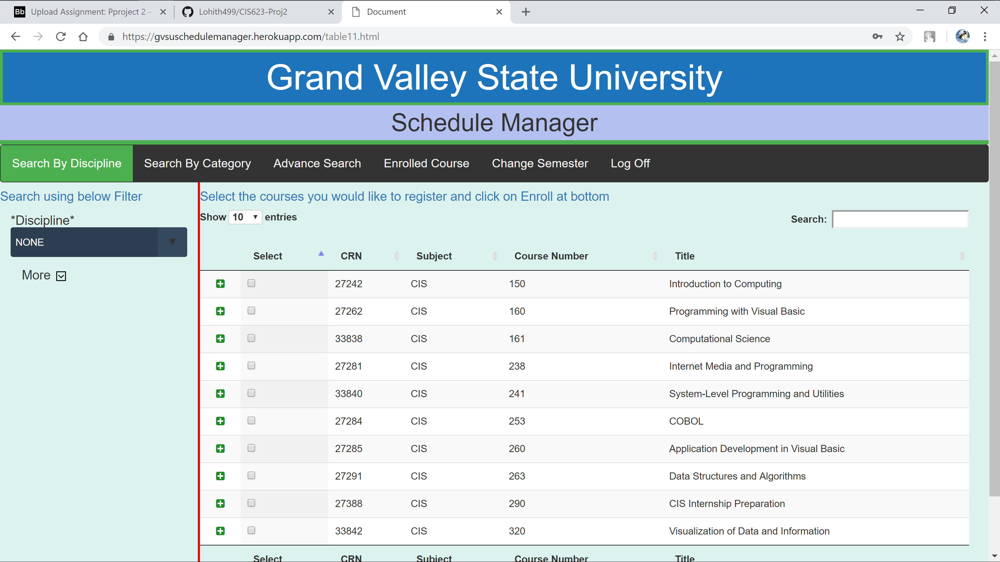 Bb Upload Assignment: Pproject 2 – Lohith499/CIS623-Proj2 Document
https://gvsuschedulemanager.herokuapp.com/table11.html
Grand Valley State University
Schedule Manager
Search By Discipline Search By Category Advance Search Enrolled Course Change Semester Log Off
Search using below Filter
*Discipline*
NONE
More
Select the courses you would like to register and click on Enroll at bottom
Show 10 entries Search:
Select CRN Subject Course Number Title
27242 CIS 150 Introduction to Computing
27262 CIS 160 Programming with Visual Basic
33838 CIS 161 Computational Science
27281 CIS 238 Internet Media and Programming
33840 CIS 241 System-Level Programming and Utilities
27284 CIS 253 COBOL
27285 CIS 260 Application Development in Visual Basic
27291 CIS 263 Data Structures and Algorithms
27388 CIS 290 CIS Internship Preparation
33842 CIS 320 Visualization of Data and Information
Select CRN Subject Course Number Title